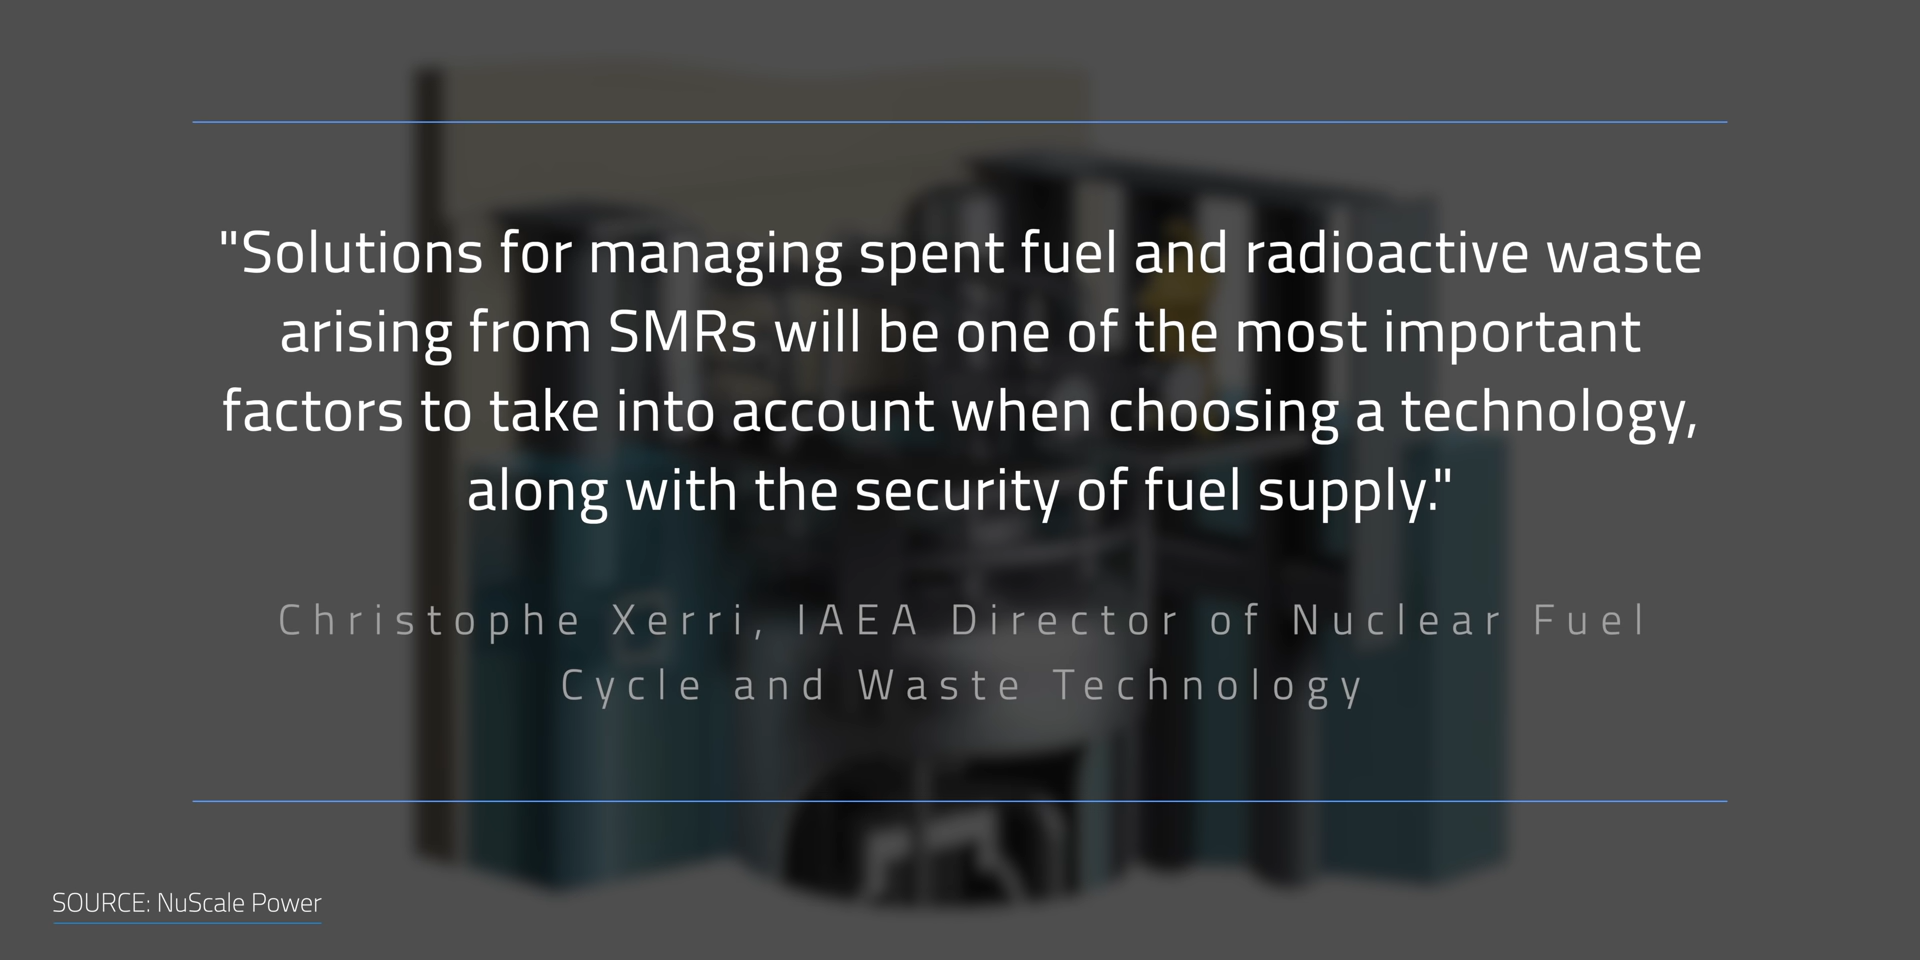 "Solutions for managing spent fuel and radioactive waste
arising from SMRs will be one of the most important
factors to take into account when choosing a technology,
along with the security of fuel supply."
Christophe Xerri, IAEA Director of Nuclear Fuel
Cycle and Waste Technology
SOURCE: NuScale Power